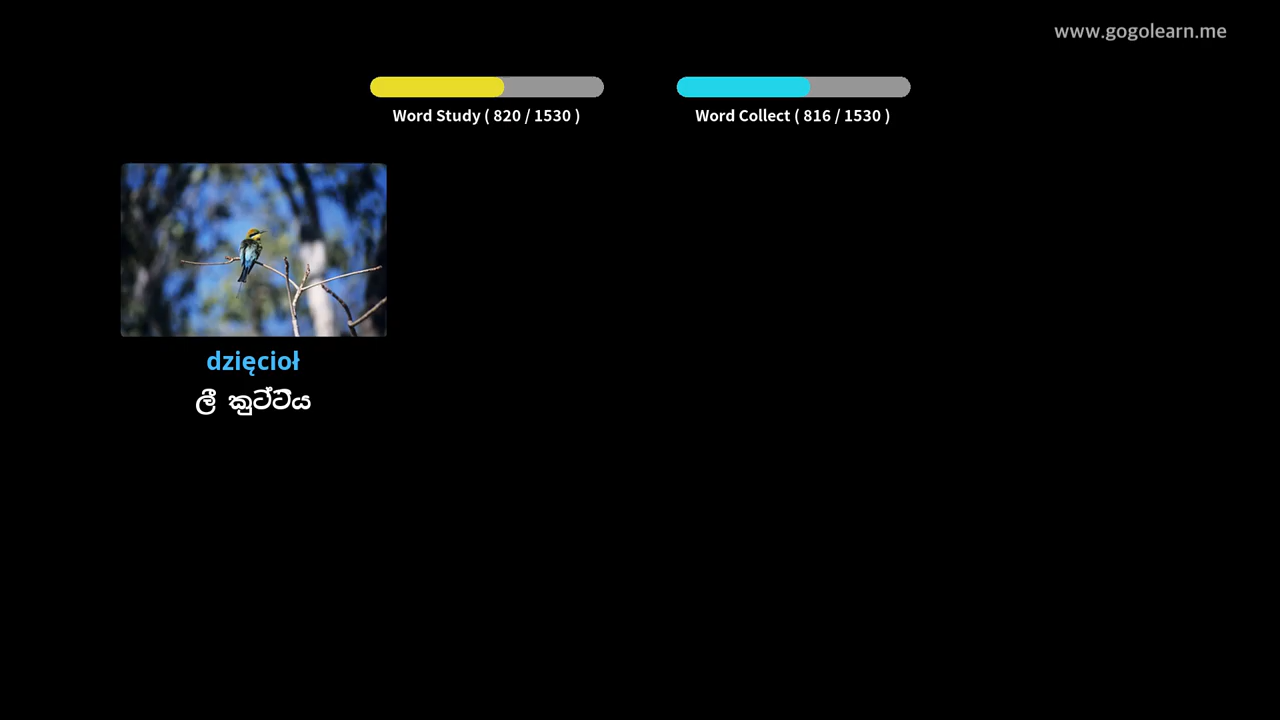 www.gogolearn.me
Word Study ( 820 / 1530 )
Word Collect ( 816 / 1530 )
dzięcioł
ලී කුට්ටිය